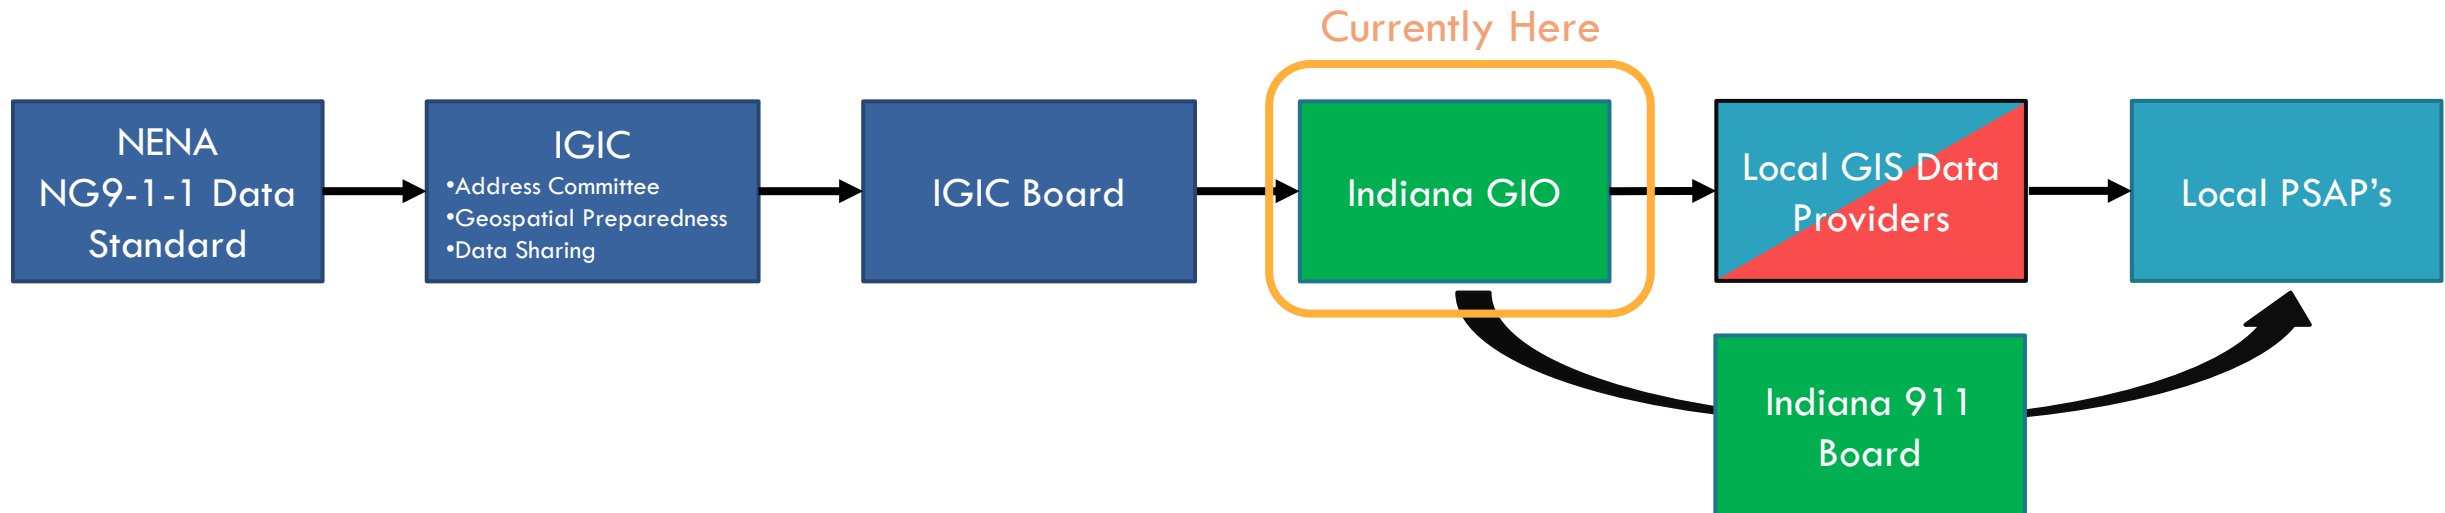 Currently Here
NENA
NG9-1-1 Data
Standard
IGIC
•Address Committee
•Geospatial Preparedness
•Data Sharing
IGIC Board
Indiana GIO
Local GIS Data
Providers
Local PSAP’s
Indiana 911
Board